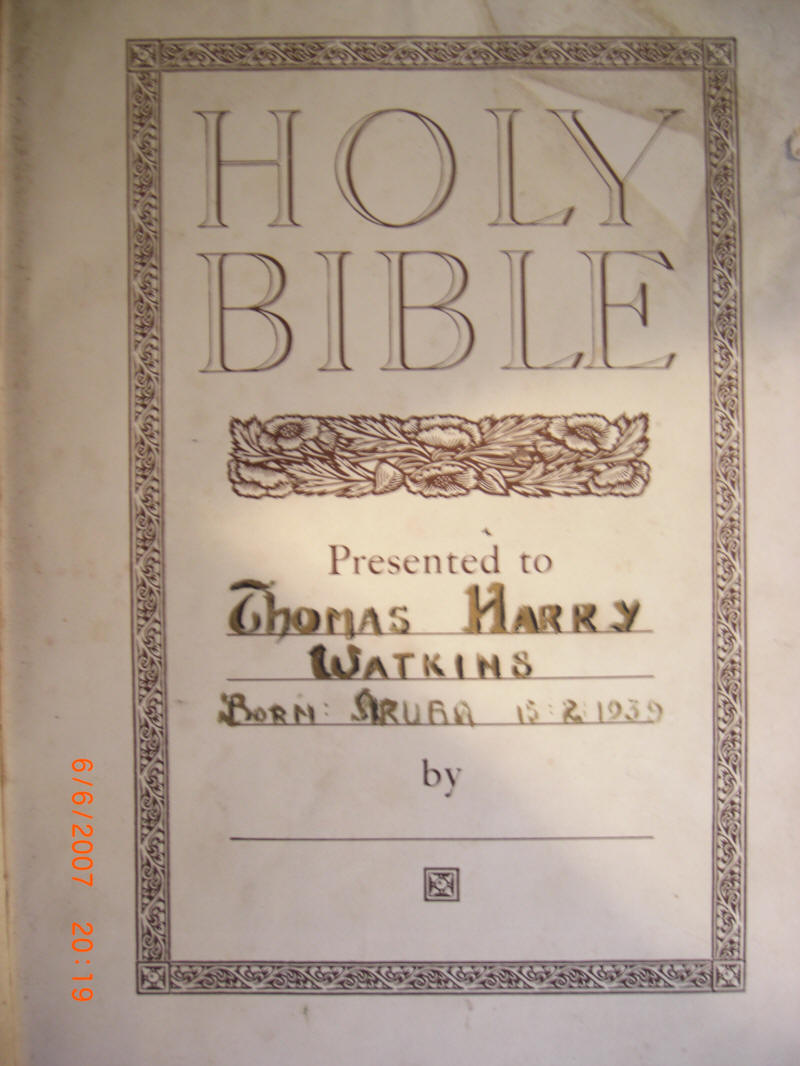 HOLY
BIBLE
Presented to
THOMAS HARRY
WATKINS
BORN: ARUBA 15:2:1939
by
6/6/2007 20:19